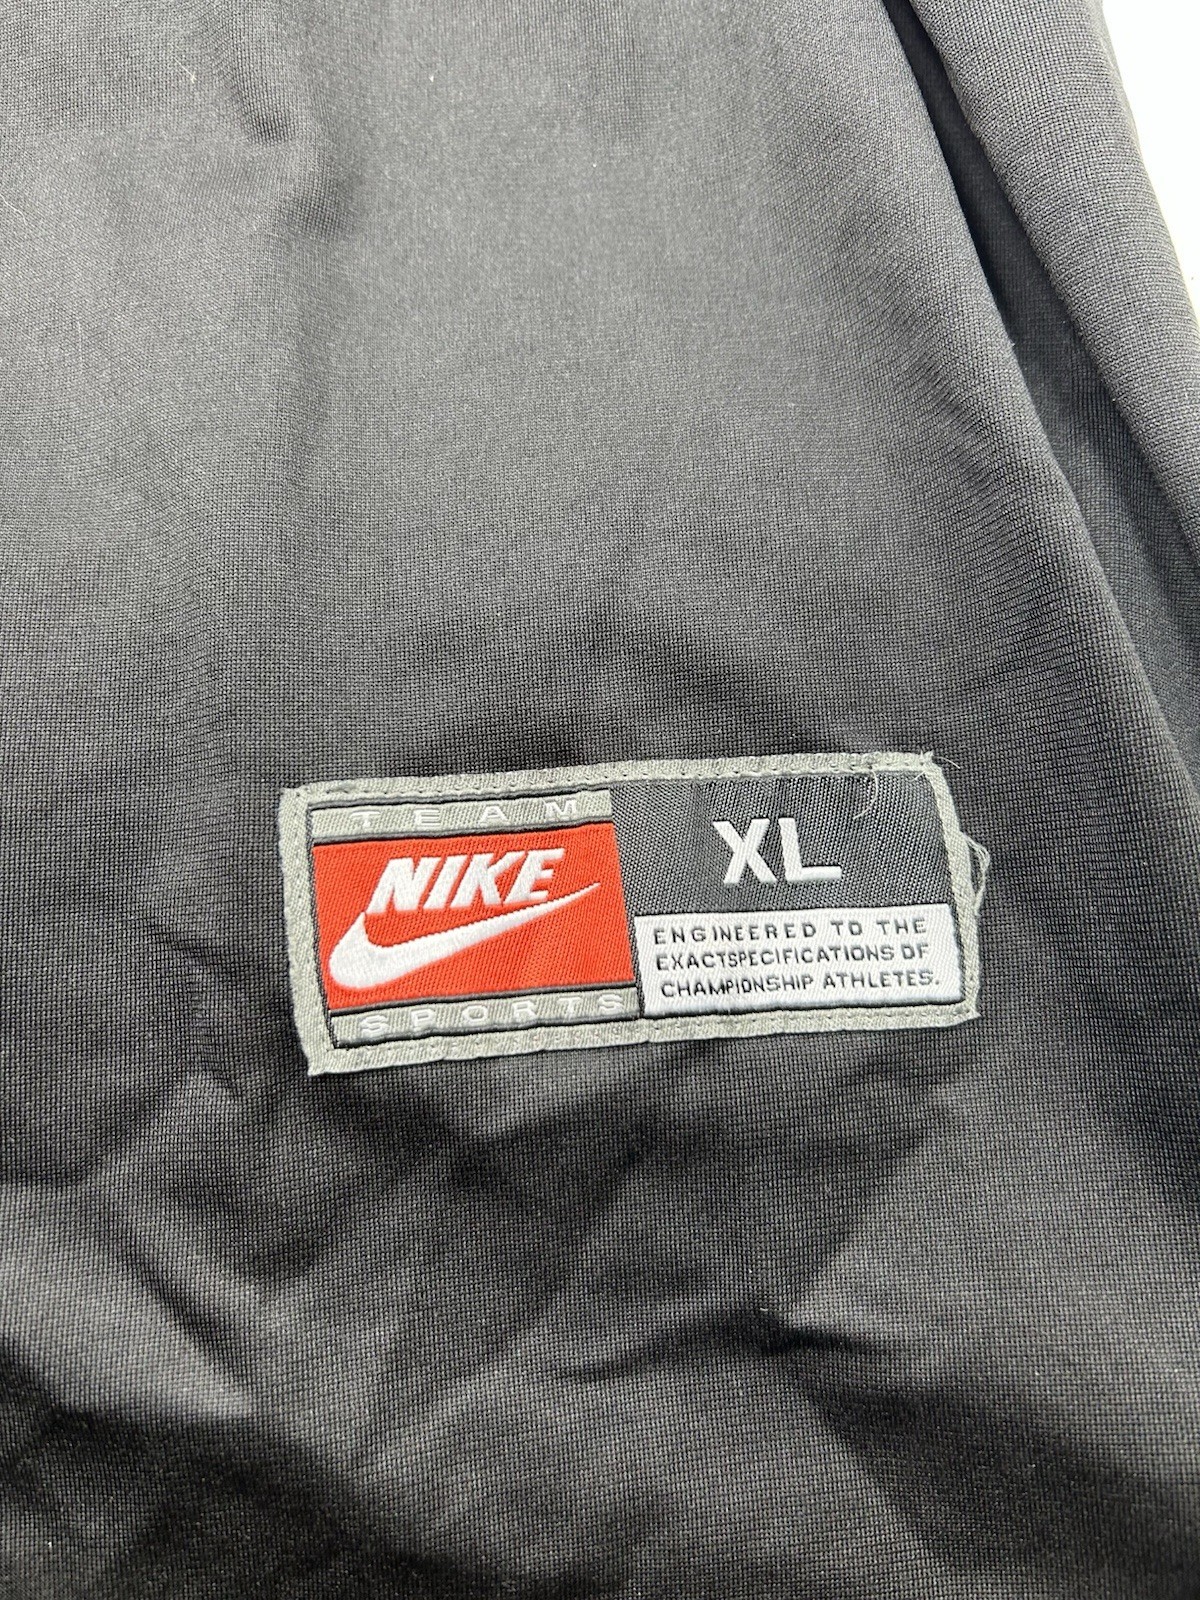 TEAM
NIKE
SPORTS
XL
ENGINEERED TO THE
EXACTSPECIFICATIONS OF
CHAMPIONSHIP ATHLETES.